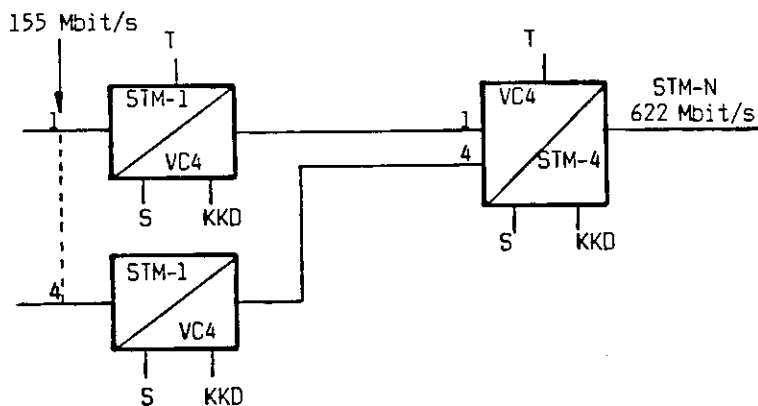 155 Mbit/s
T
STM-1
VC4
1
S
KKD
4
STM-1
VC4
S
KKD
T
1
4
VC4
STM-4
S
KKD
STM-N
622 Mbit/s